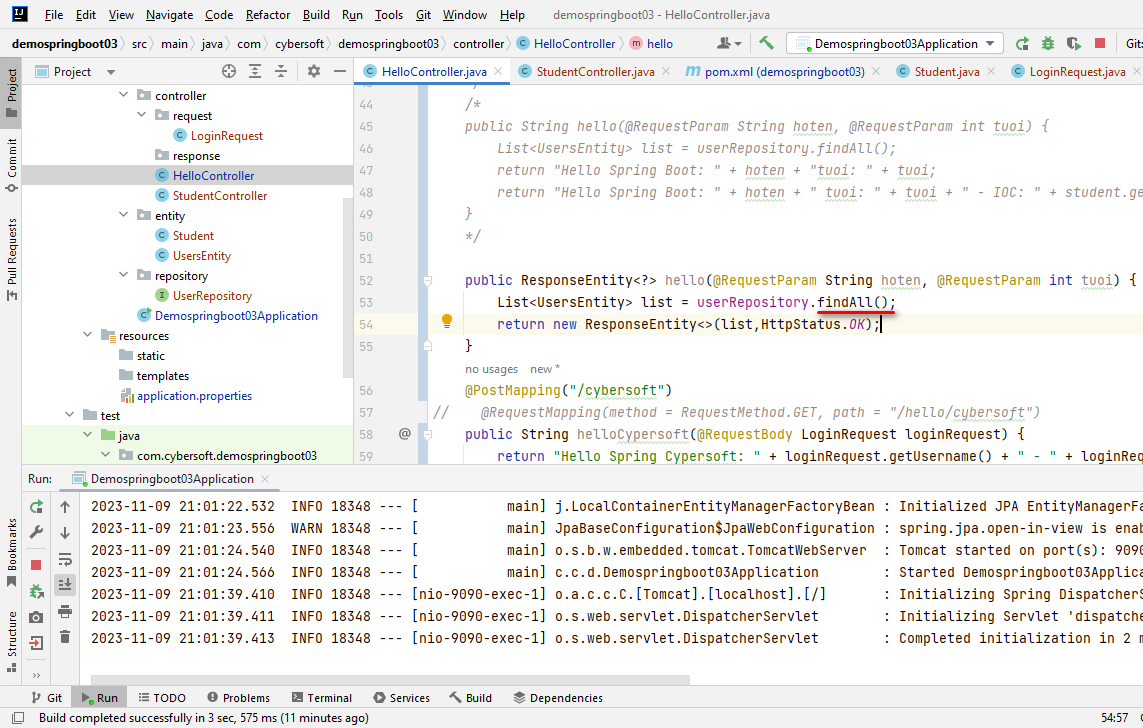 File Edit View Navigate Code Refactor Build Run Tools Git Window Help demospringboot03 - HelloController.java
demospringboot03 src main java com cybersoft demospringboot03 controller HelloController hello Demospringboot03Application Git:
Project HelloController.java StudentController.java pom.xml (demospringboot03) Student.java LoginRequest.java
Project
Commit
Pull Requests
Bookmarks
Structure
controller
request
LoginRequest
response
HelloController
StudentController
entity
Student
UsersEntity
repository
UserRepository
Demospringboot03Application
resources
static
templates
application.properties
test
java
com.cybersoft.demospringboot03
44 /*
45 public String hello(@RequestParam String hoten, @RequestParam int tuoi) {
46 List<UsersEntity> list = userRepository.findAll();
47 return "Hello Spring Boot: " + hoten + "tuoi: " + tuoi;
48 return "Hello Spring Boot: " + hoten + " tuoi: " + tuoi + " - IOC: " + student.ge
49 }
50 */
51
52 public ResponseEntity<?> hello(@RequestParam String hoten, @RequestParam int tuoi) {
53 List<UsersEntity> list = userRepository.findAll();
54 return new ResponseEntity<>(list,HttpStatus.OK);
55 }
no usages new *
56 @PostMapping("/cybersoft")
57 // @RequestMapping(method = RequestMethod.GET, path = "/hello/cybersoft")
58 @ public String helloCypersoft(@RequestBody LoginRequest loginRequest) {
59 return "Hello Spring Cypersoft: " + loginRequest.getUsername() + " - " + loginReq
Run: Demospringboot03Application
2023-11-09 21:01:22.532 INFO 18348 --- [ main] j.LocalContainerEntityManagerFactoryBean : Initialized JPA EntityManagerFa
2023-11-09 21:01:23.556 WARN 18348 --- [ main] JpaBaseConfiguration$JpaWebConfiguration : spring.jpa.open-in-view is enab
2023-11-09 21:01:24.540 INFO 18348 --- [ main] o.s.b.w.embedded.tomcat.TomcatWebServer : Tomcat started on port(s): 9090
2023-11-09 21:01:24.566 INFO 18348 --- [ main] c.c.d.Demospringboot03Application : Started Demospringboot03Applica
2023-11-09 21:01:39.410 INFO 18348 --- [nio-9090-exec-1] o.a.c.c.C.[Tomcat].[localhost].[/] : Initializing Spring DispatcherS
2023-11-09 21:01:39.411 INFO 18348 --- [nio-9090-exec-1] o.s.web.servlet.DispatcherServlet : Initializing Servlet 'dispatche
2023-11-09 21:01:39.413 INFO 18348 --- [nio-9090-exec-1] o.s.web.servlet.DispatcherServlet : Completed initialization in 2 m
Git Run TODO Problems Terminal Services Build Dependencies
Build completed successfully in 3 sec, 575 ms (11 minutes ago) 54:57